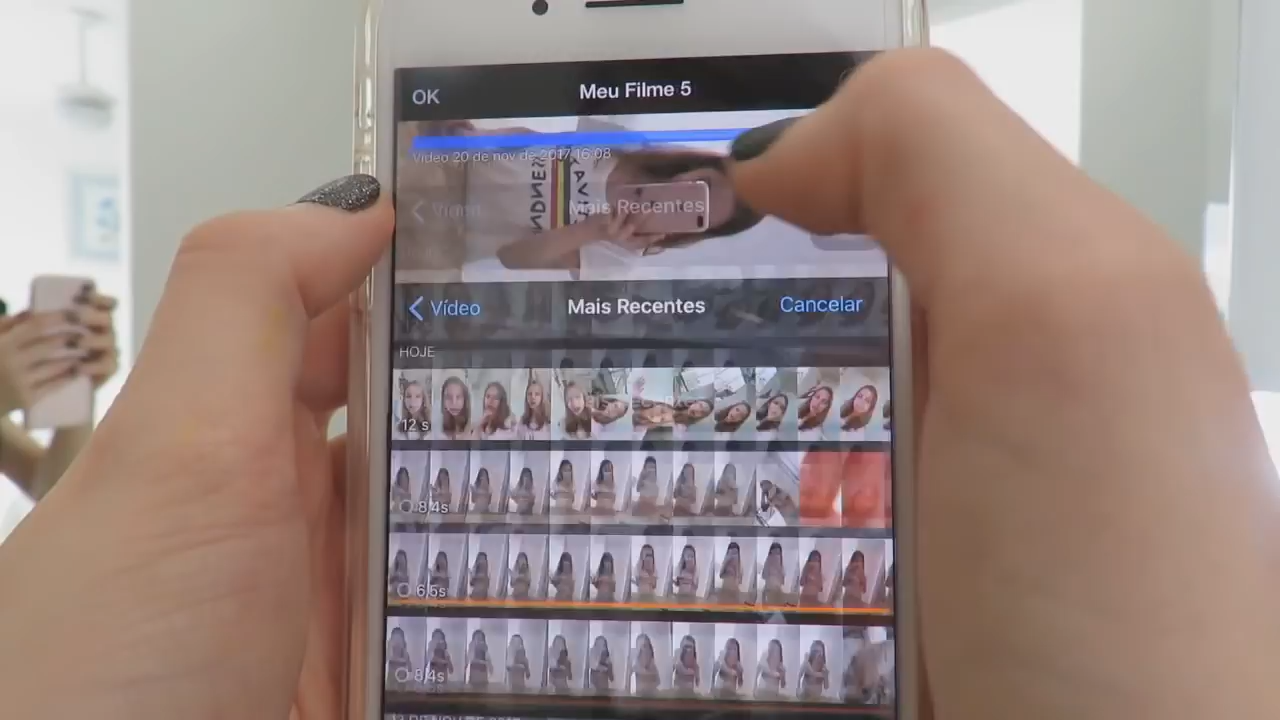 OK
Meu Filme 5
Vídeo 20 de nov de 2017 16:08
Vídeo
Mais Recentes
Vídeo
Mais Recentes
Cancelar
HOJE
12 s
8,4s
6,5s
8,4s